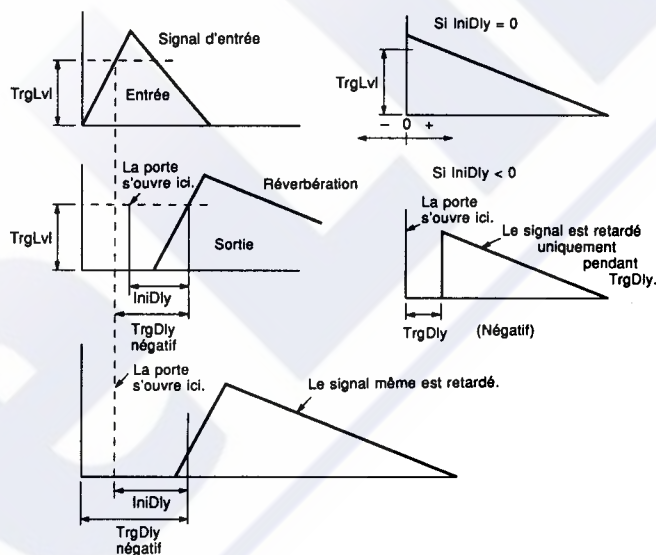 Signal d'entrée
TrgLvl
Entrée
La porte
s'ouvre ici.
Réverbération
TrgLvl
Sortie
IniDly
TrgDly
négatif
La porte
s'ouvre ici.
Le signal même est retardé.
IniDly
TrgDly
négatif
Si IniDly = 0
TrgLvl
− 0 +
Si IniDly < 0
La porte
s'ouvre ici.
Le signal est retardé
uniquement
pendant
TrgDly.
TrgDly (Négatif)